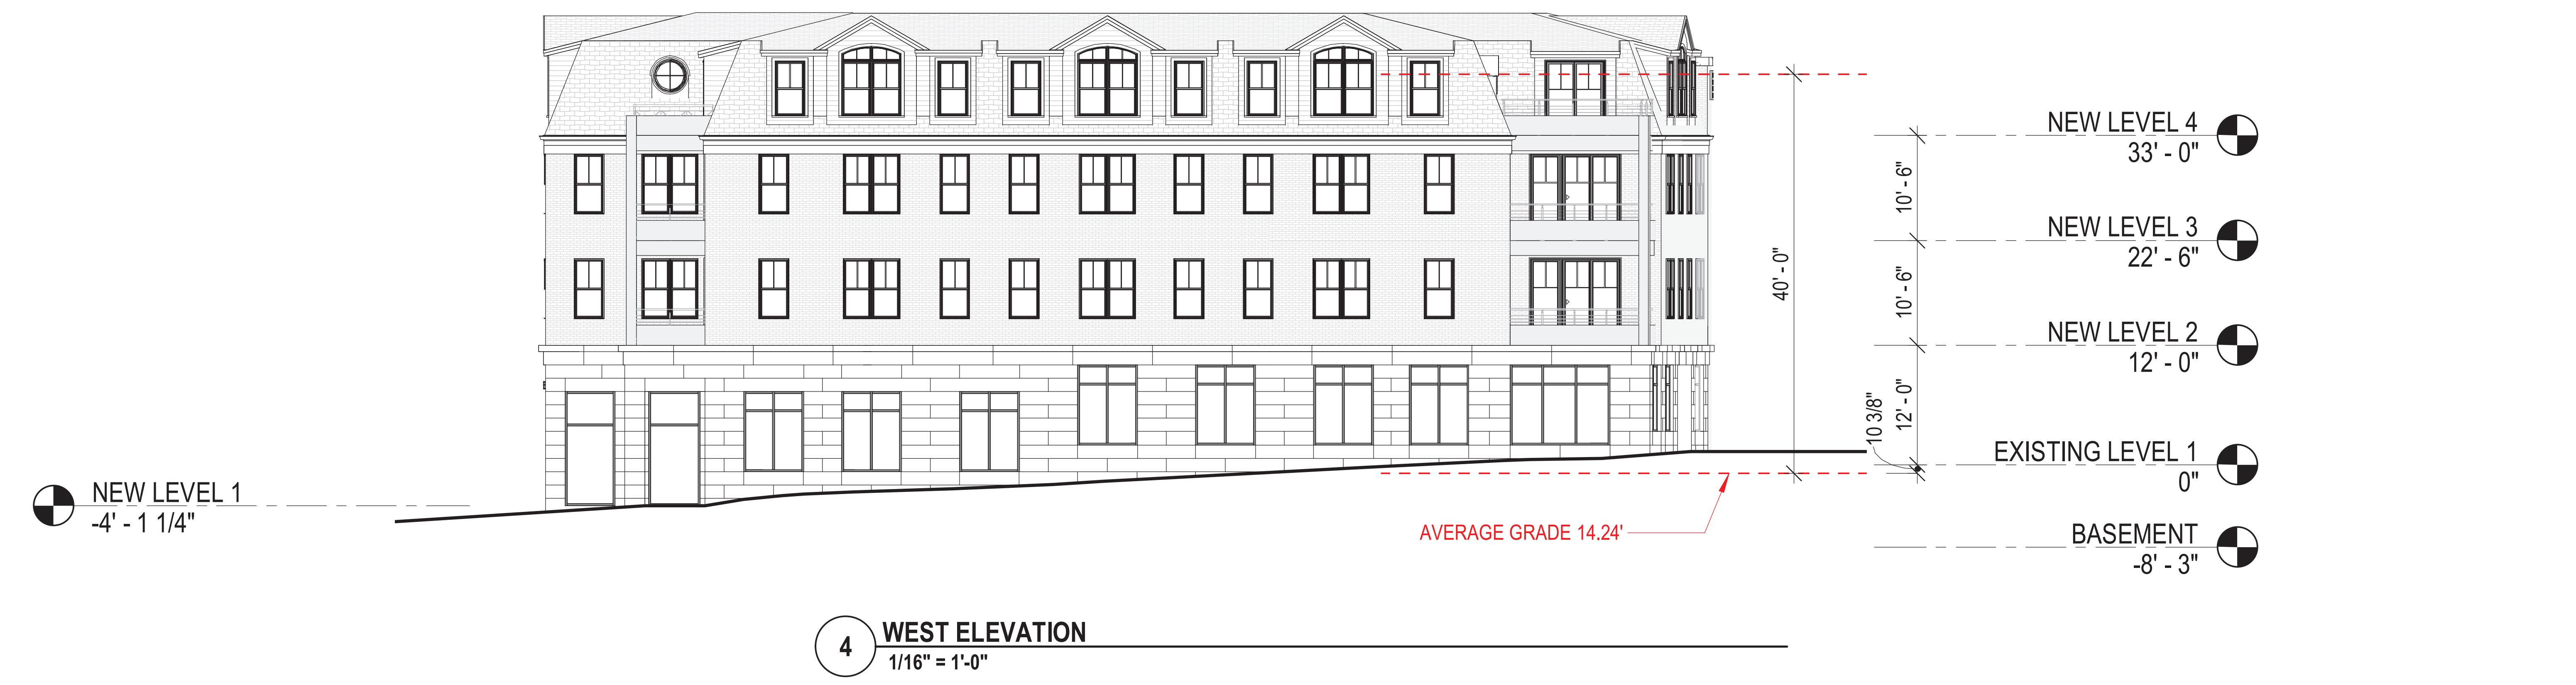 NEW LEVEL 4
33' - 0"
10' - 6"
NEW LEVEL 3
22' - 6"
40' - 0"
10' - 6"
NEW LEVEL 2
12' - 0"
12' - 0"
10 3/8"
EXISTING LEVEL 1
0"
NEW LEVEL 1
-4' - 1 1/4"
AVERAGE GRADE 14.24'
BASEMENT
-8' - 3"
4
WEST ELEVATION
1/16" = 1'-0"